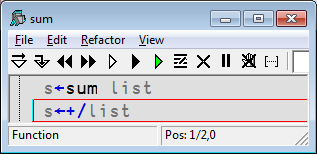 sum
File Edit Refactor View
[...]
s←sum list
s←+/list
Function Pos: 1/2,0